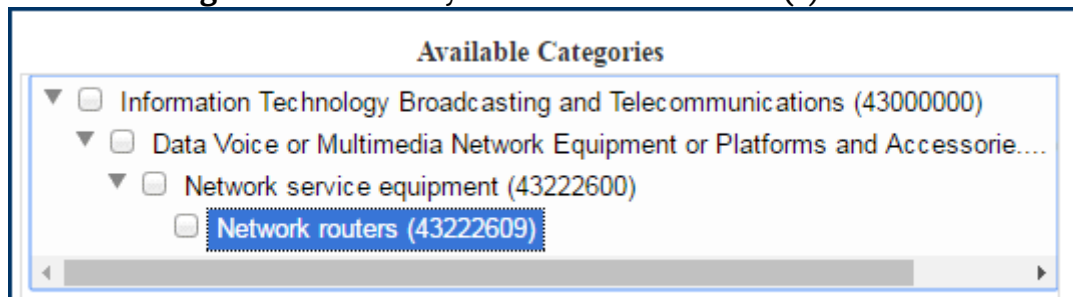 Available Categories
Information Technology Broadcasting and Telecommunications (43000000)
Data Voice or Multimedia Network Equipment or Platforms and Accessorie....
Network service equipment (43222600)
Network routers (43222609)